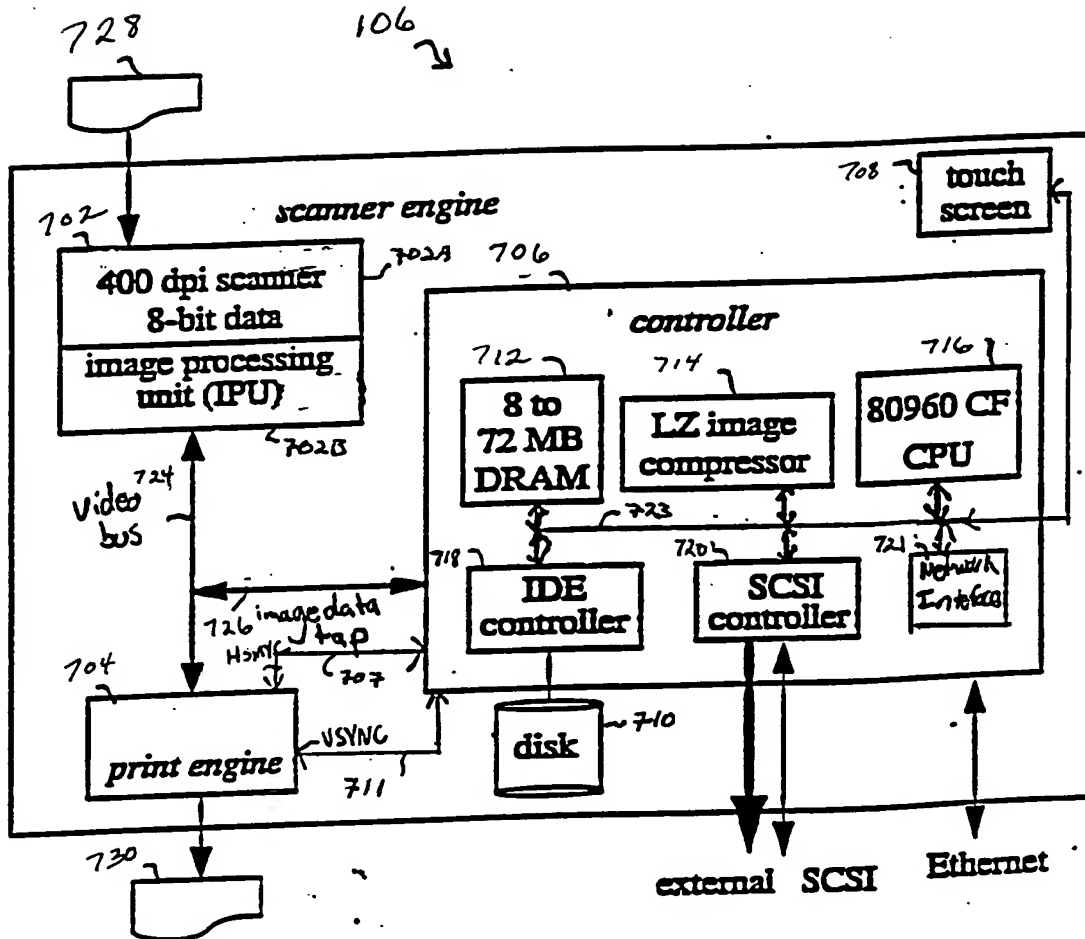 728
106
708
touch
screen
scanner engine
702
702A
400 dpi scanner
8-bit data
image processing
unit (IPU)
702B
706
controller
712
8 to
72 MB
DRAM
714
LZ image
compressor
716
80960 CF
CPU
723
724
Video
bus
718
IDE
controller
720
SCSI
controller
721
Network
Interface
726
image data
tap
HSYNC
707
704
print engine
VSYNC
711
710
disk
730
external SCSI
Ethernet